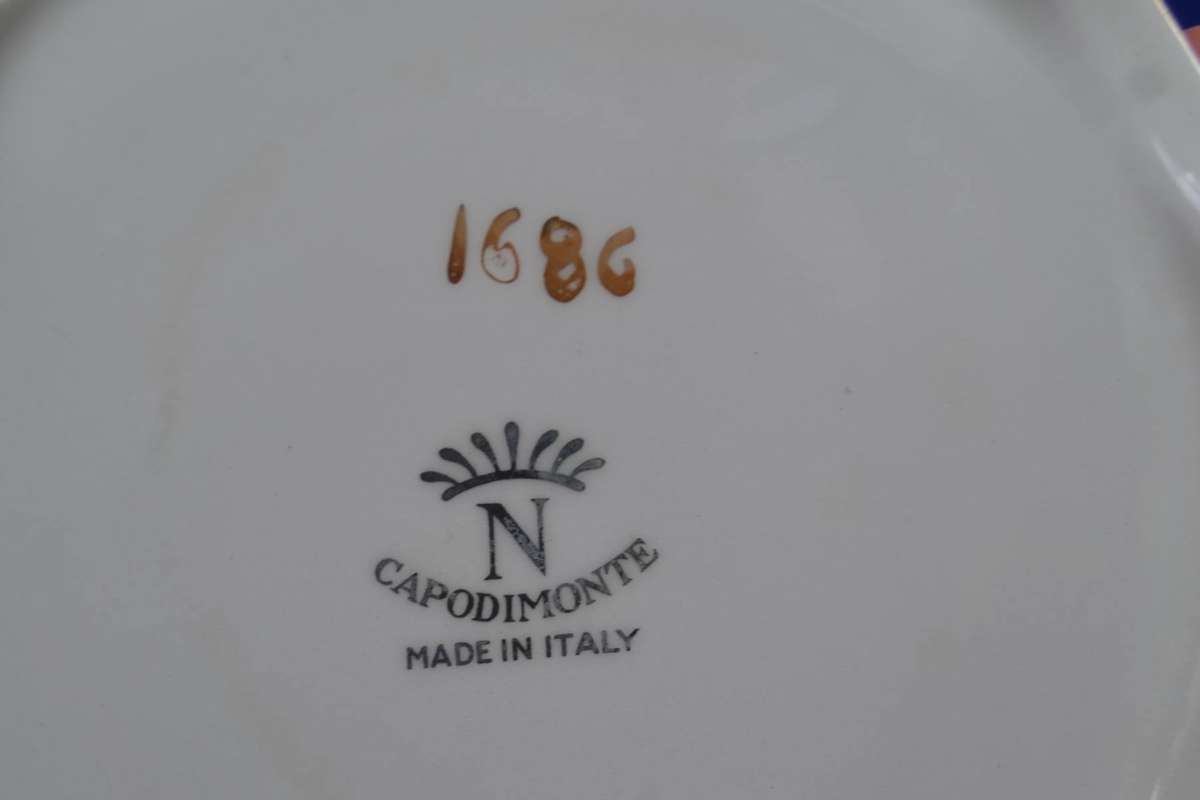 1686
N
CAPODIMONTE
MADE IN ITALY